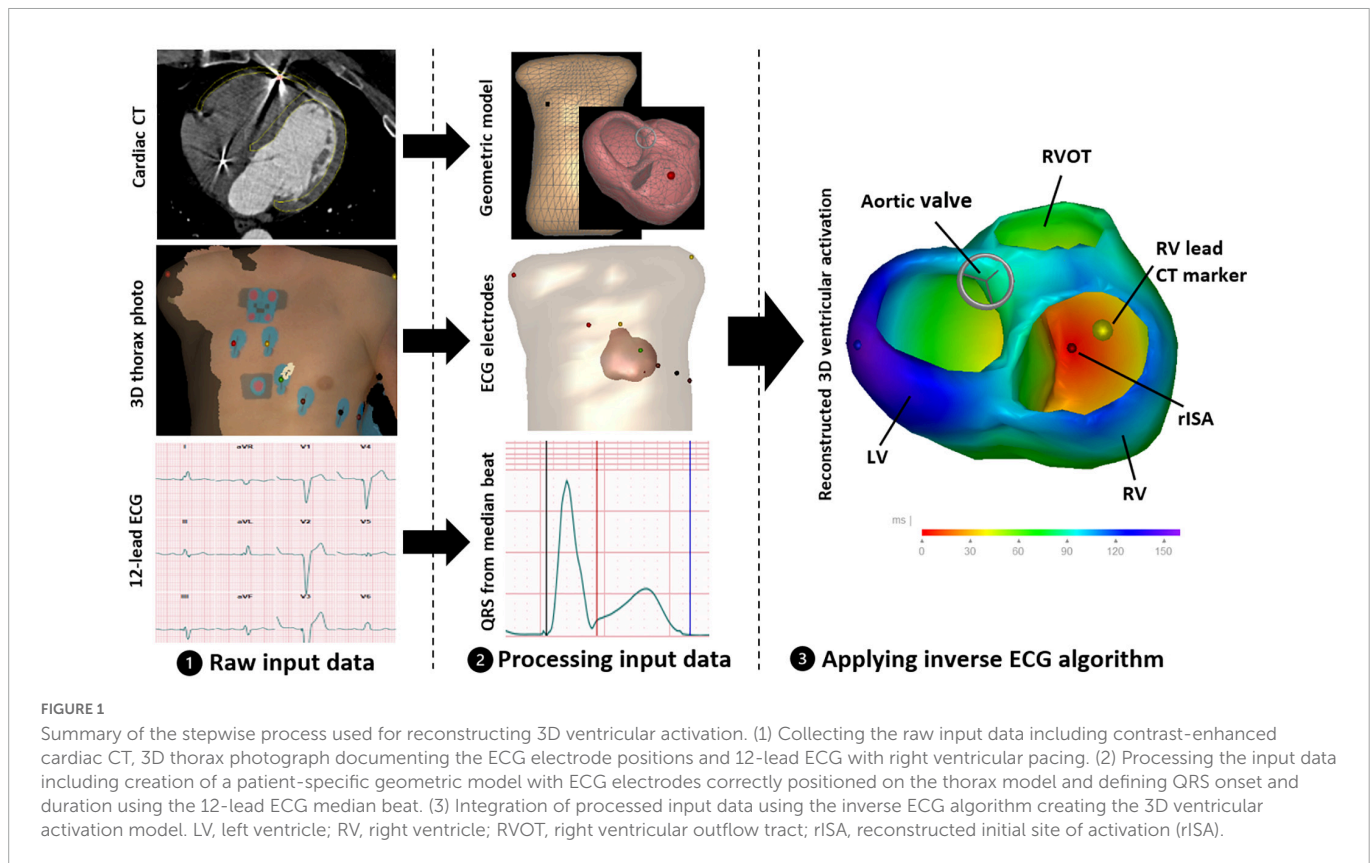 Cardiac CT
Geometric model
3D thorax photo
ECG electrodes
12-lead ECG
I aVR V1 V4
II aVL V2 V5
III aVF V3 V6
QRS from median beat
Reconstructed 3D ventricular activation
RVOT
Aortic valve
RV lead
CT marker
rISA
LV
RV
ms |
0 30 60 90 120 150
1 Raw input data
2 Processing input data
3 Applying inverse ECG algorithm
FIGURE 1
Summary of the stepwise process used for reconstructing 3D ventricular activation. (1) Collecting the raw input data including contrast-enhanced
cardiac CT, 3D thorax photograph documenting the ECG electrode positions and 12-lead ECG with right ventricular pacing. (2) Processing the input data
including creation of a patient-specific geometric model with ECG electrodes correctly positioned on the thorax model and defining QRS onset and
duration using the 12-lead ECG median beat. (3) Integration of processed input data using the inverse ECG algorithm creating the 3D ventricular
activation model. LV, left ventricle; RV, right ventricle; RVOT, right ventricular outflow tract; rISA, reconstructed initial site of activation (rISA).